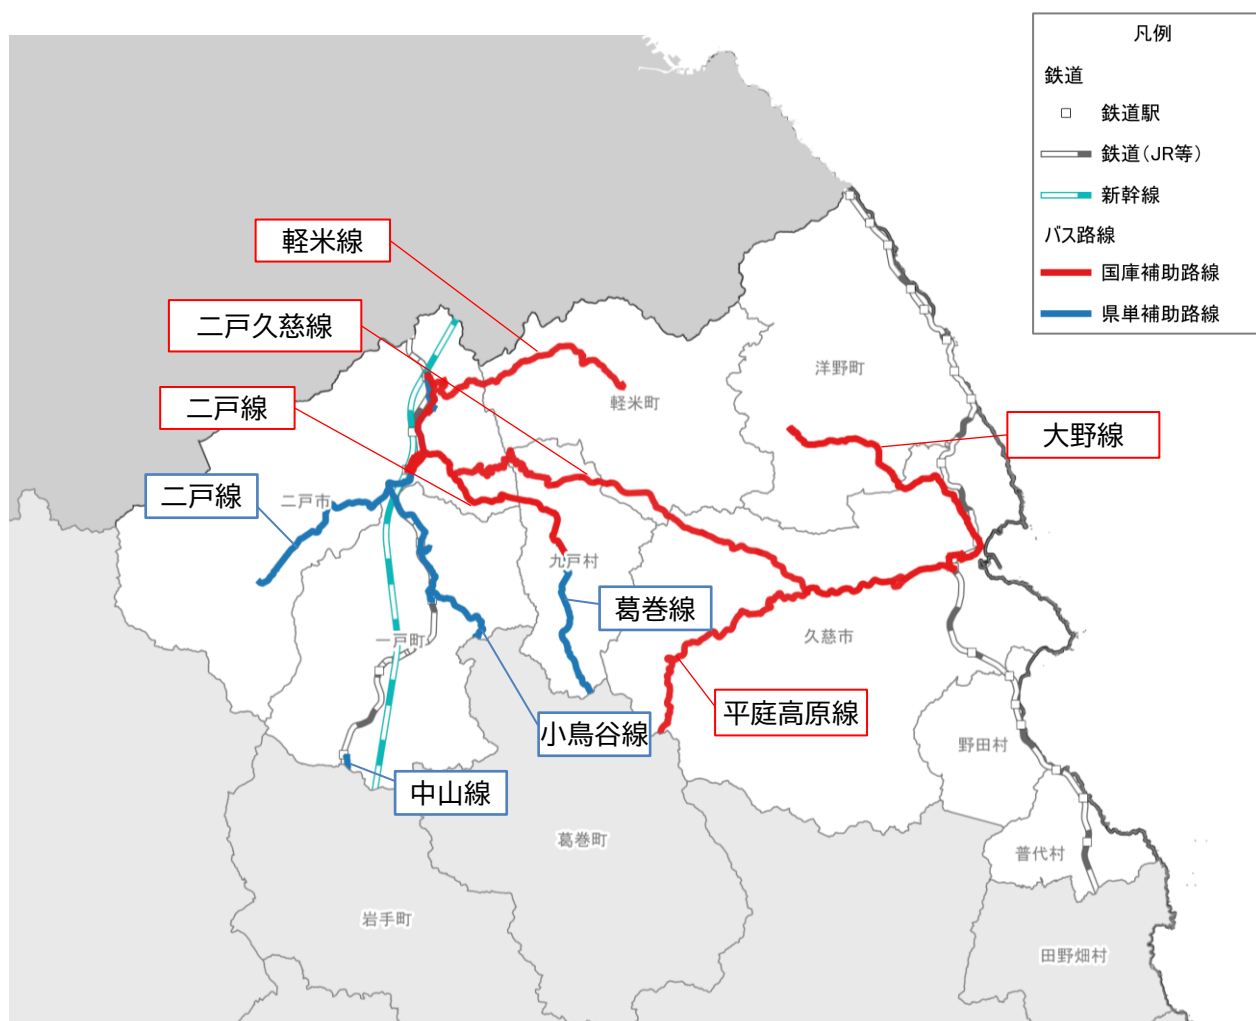 凡例
鉄道
鉄道駅
鉄道(JR等)
新幹線
バス路線
国庫補助路線
県単補助路線
軽米線
二戸久慈線
洋野町
軽米町
二戸線
大野線
二戸線
二戸市
九戸村
葛巻線
久慈市
一戸町
平庭高原線
小鳥谷線
野田村
中山線
葛巻町
普代村
岩手町
田野畑村